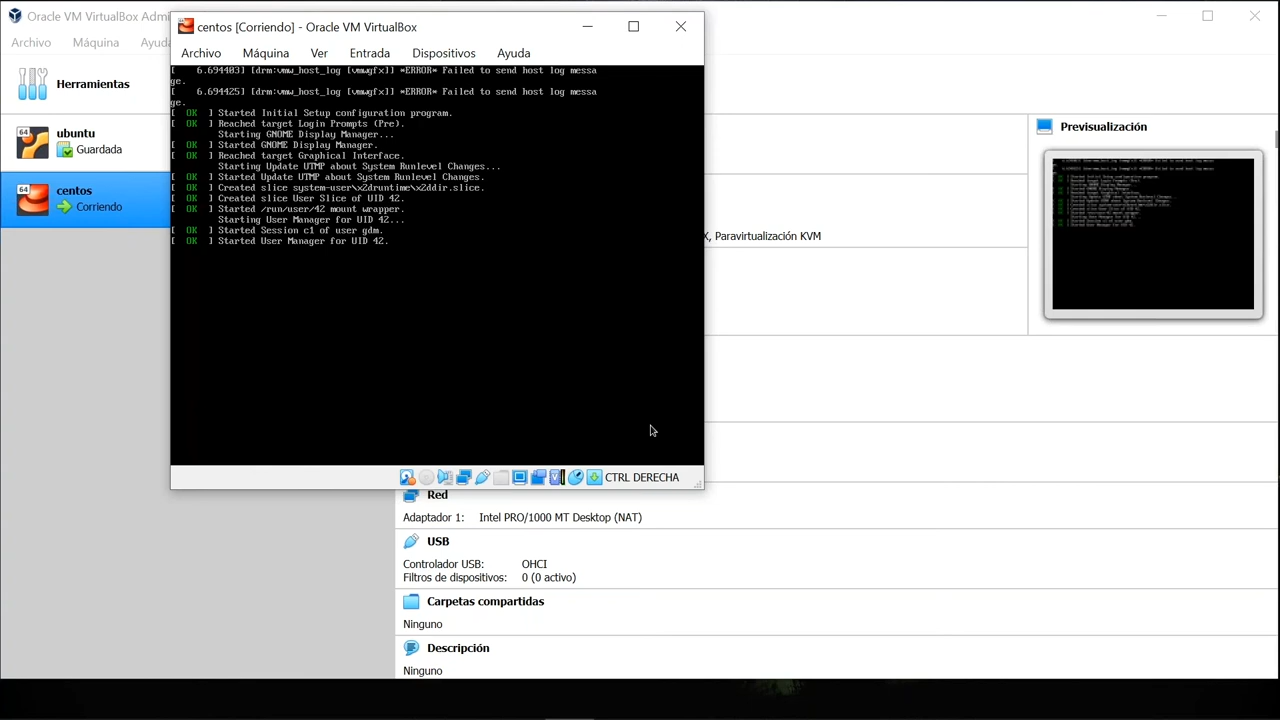 Oracle VM VirtualBox Admi
Archivo Máquina Ayuda
Herramientas
64
ubuntu
Guardada
64
centos
Corriendo
centos [Corriendo] - Oracle VM VirtualBox
Archivo Máquina Ver Entrada Dispositivos Ayuda
[    6.694403] [drm:vmw_host_log [vmwgfx]] *ERROR* Failed to send host log messa
ge.
[    6.694425] [drm:vmw_host_log [vmwgfx]] *ERROR* Failed to send host log messa
ge.
[  OK  ] Started Initial Setup configuration program.
[  OK  ] Reached target Login Prompts (Pre).
Starting GNOME Display Manager...
[  OK  ] Started GNOME Display Manager.
[  OK  ] Reached target Graphical Interface.
Starting Update UTMP about System Runlevel Changes...
[  OK  ] Started Update UTMP about System Runlevel Changes.
[  OK  ] Created slice system-user\x2druntime\x2ddir.slice.
[  OK  ] Created slice User Slice of UID 42.
[  OK  ] Started /run/user/42 mount wrapper.
Starting User Manager for UID 42...
[  OK  ] Started Session c1 of user gdm.
[  OK  ] Started User Manager for UID 42.
CTRL DERECHA
X, Paravirtualización KVM
Previsualización
Red
Adaptador 1: Intel PRO/1000 MT Desktop (NAT)
USB
Controlador USB: OHCI
Filtros de dispositivos: 0 (0 activo)
Carpetas compartidas
Ninguno
Descripción
Ninguno